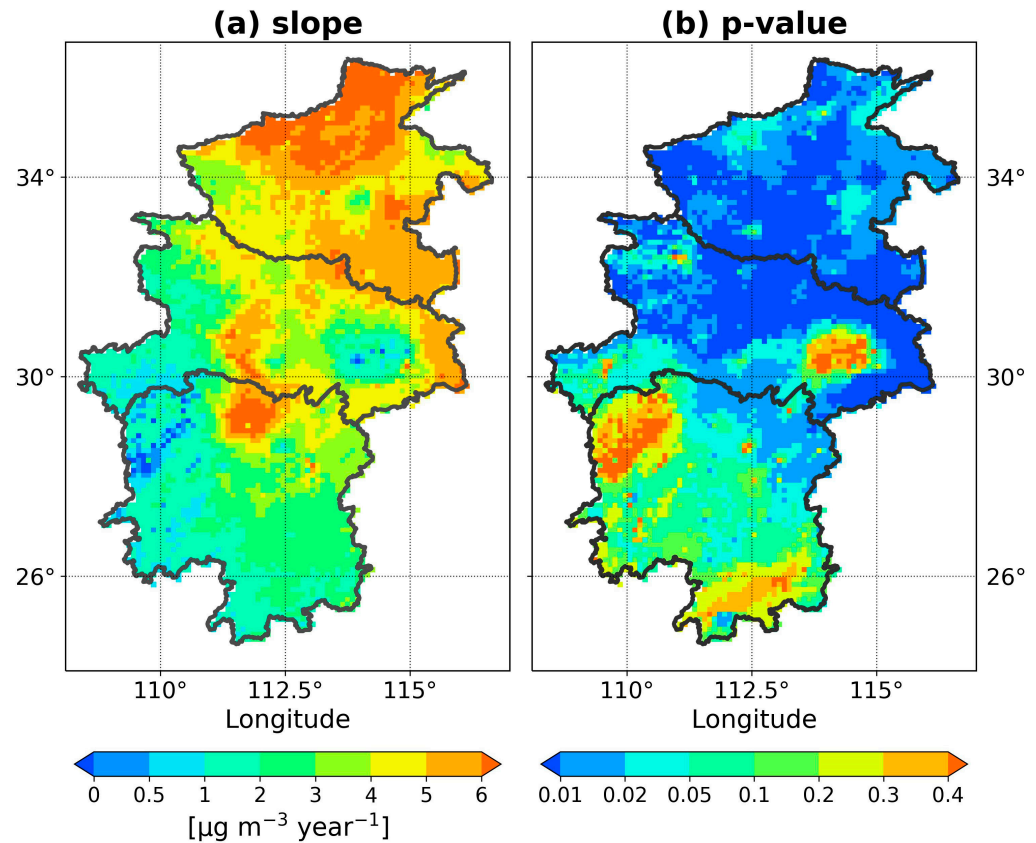 (a) slope
(b) p-value
34°
30°
26°
34°
30°
26°
110° 112.5° 115°
110° 112.5° 115°
Longitude
Longitude
0 0.5 1 2 3 4 5 6
0.01 0.02 0.05 0.1 0.2 0.3 0.4
[µg m⁻³ year⁻¹]